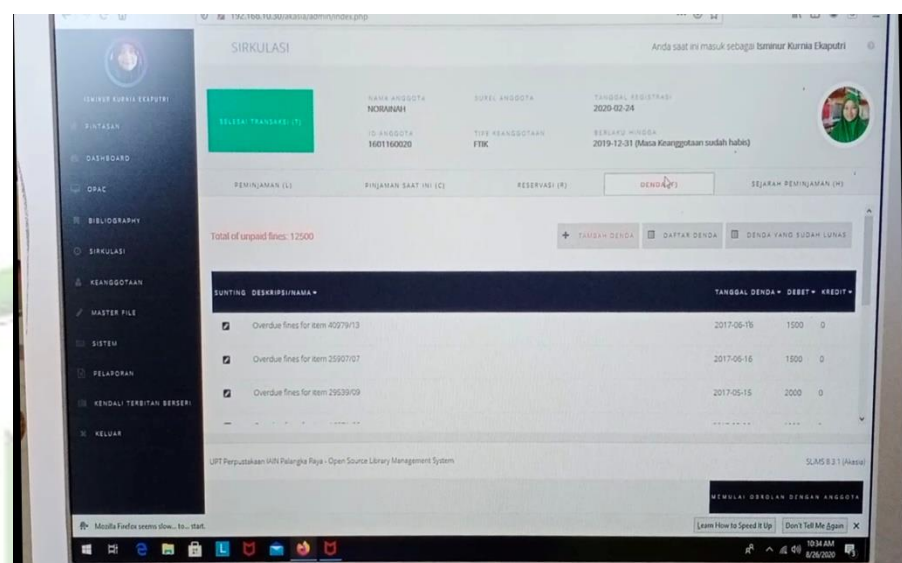 192.168.10.30/akasia/admin/index.php
SIRKULASI
Anda saat ini masuk sebagai Isminur Kurnia Ekaputri
ISMINUR KURNIA EKAPUTRI
PINTASAN
DASHBOARD
OPAC
BIBLIOGRAPHY
SIRKULASI
KEANGGOTAAN
MASTER FILE
SISTEM
PELAPORAN
KENDALI TERBITAN BERSERI
KELUAR
SELESAI TRANSAKSI (T)
NAMA ANGGOTA
NORAINAH
SUREL ANGGOTA
TANGGAL REGISTRASI
2020-02-24
ID ANGGOTA
1601160020
TIPE KEANGGOTAAN
FTIK
BERLAKU HINGGA
2019-12-31 (Masa Keanggotaan sudah habis)
PEMINJAMAN (L)
PINJAMAN SAAT INI (C)
RESERVASI (R)
DENDA (F)
SEJARAH PEMINJAMAN (H)
Total of unpaid fines: 12500
+ TAMBAH DENDA
DAFTAR DENDA
DENDA YANG SUDAH LUNAS
SUNTING DESKRIPSI/NAMA TANGGAL DENDA DEBET KREDIT
Overdue fines for item 40979/13 2017-06-16 1500 0
Overdue fines for item 25907/07 2017-06-16 1500 0
Overdue fines for item 29539/09 2017-05-15 2000 0
UPT Perpustakaan IAIN Palangka Raya - Open Source Library Management System
SLiMS 8.3.1 (Akasia)
MEMULAI OBROLAN DENGAN ANGGOTA
Mozilla Firefox seems slow... to... start.
Learn How to Speed It Up
Don't Tell Me Again
X
10:34 AM
8/26/2020